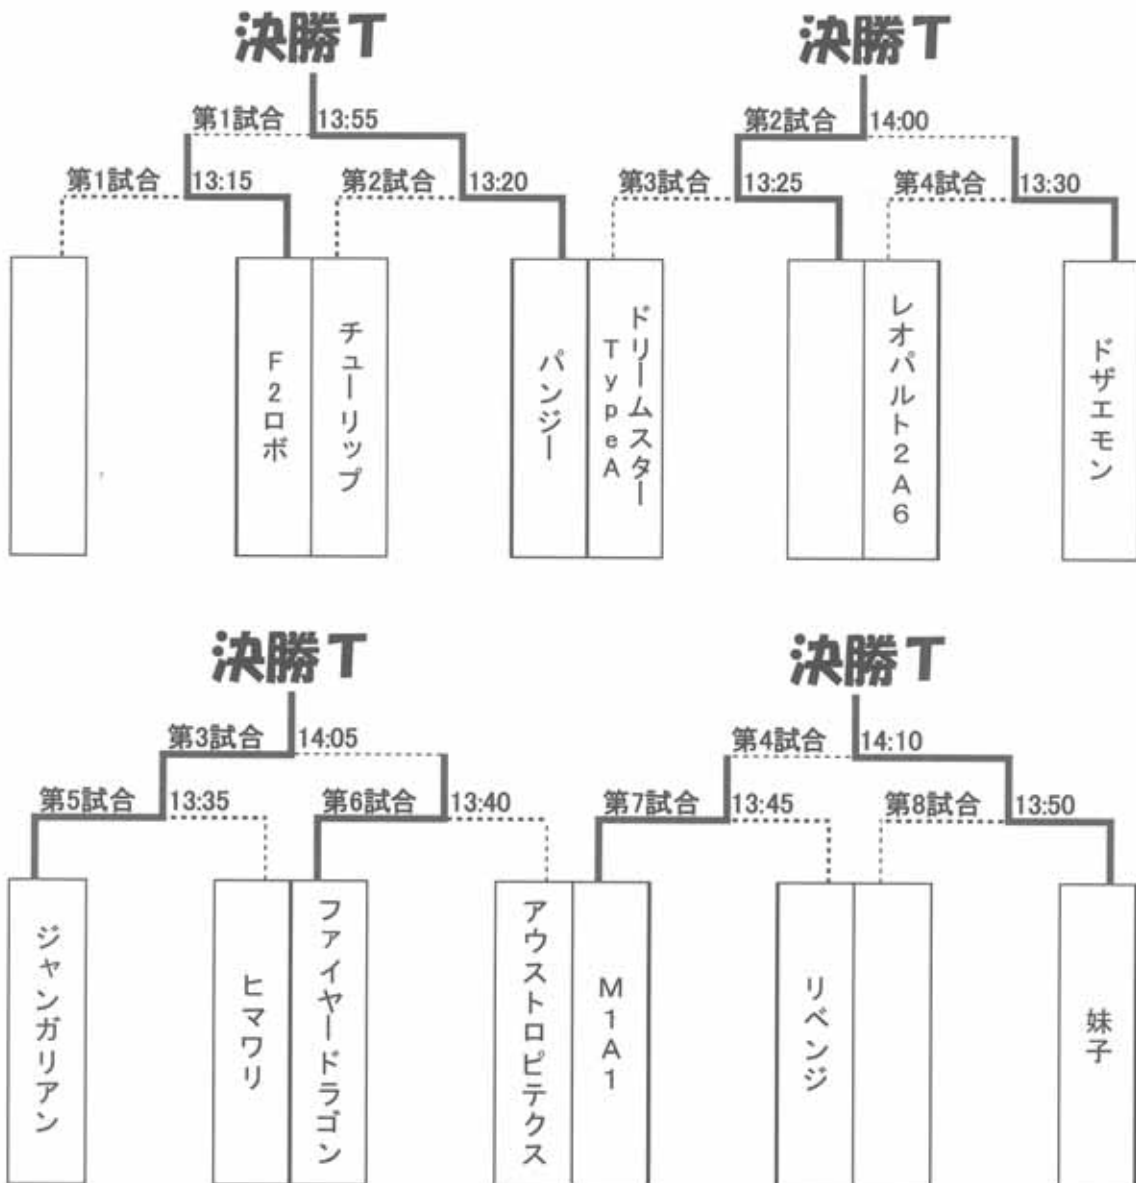 決勝T
決勝T
第1試合 13:55
第2試合 14:00
第1試合 13:15
第2試合 13:20
第3試合 13:25
第4試合 13:30
F2ロボ
チューリップ
パンジー
ドリームスター
TypeA
レオパルト2A6
ドザエモン
決勝T
決勝T
第3試合 14:05
第4試合 14:10
第5試合 13:35
第6試合 13:40
第7試合 13:45
第8試合 13:50
ジャンガリアン
ヒマワリ
ファイヤードラゴン
アウストロピテクス
M1A1
リベンジ
妹子